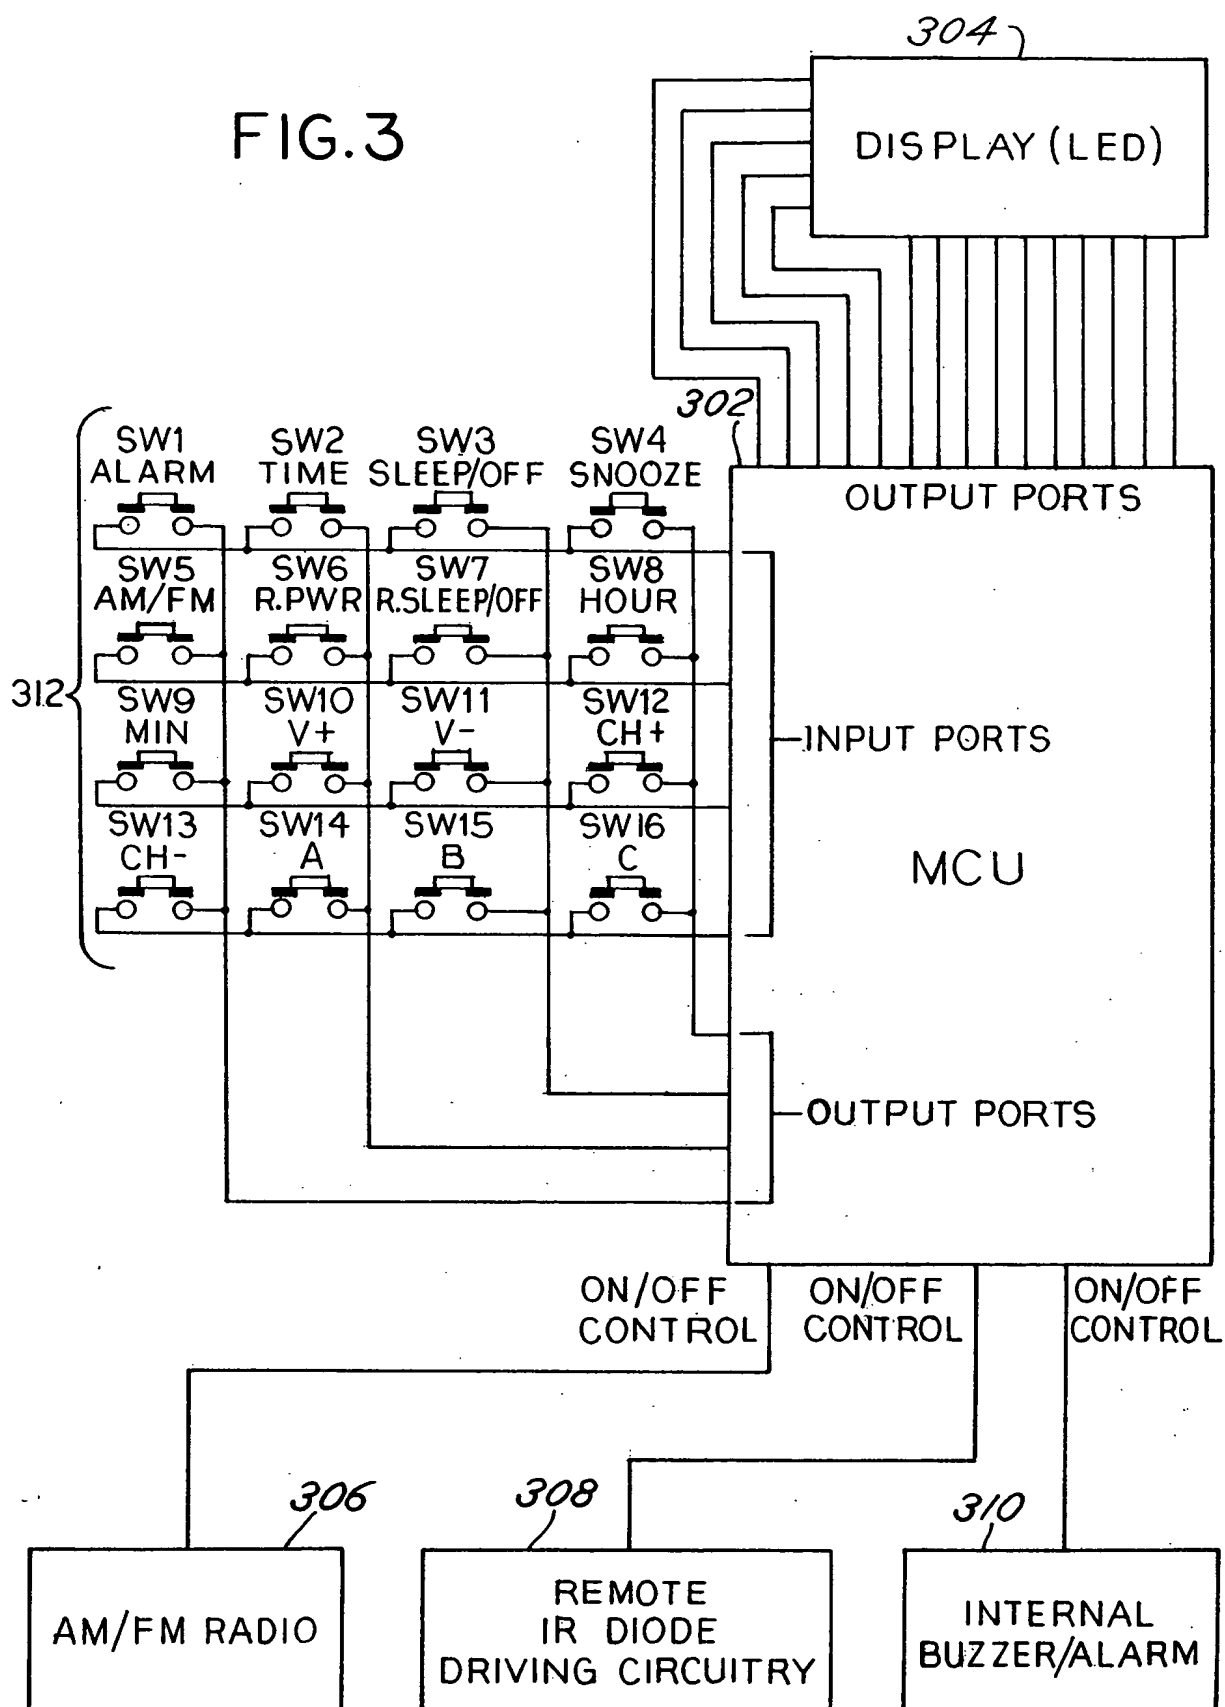 304
FIG.3
DISPLAY (LED)
302
SW1 SW2 SW3 SW4
ALARM TIME SLEEP/OFF SNOOZE
OUTPUT PORTS
SW5 SW6 SW7 SW8
AM/FM R.PWR R.SLEEP/OFF HOUR
312
SW9 SW10 SW11 SW12
MIN V+ V- CH+
INPUT PORTS
SW13 SW14 SW15 SW16
CH- A B C
MCU
OUTPUT PORTS
ON/OFF ON/OFF ON/OFF
CONTROL CONTROL CONTROL
306 308 310
AM/FM RADIO
REMOTE
IR DIODE
DRIVING CIRCUITRY
INTERNAL
BUZZER/ALARM